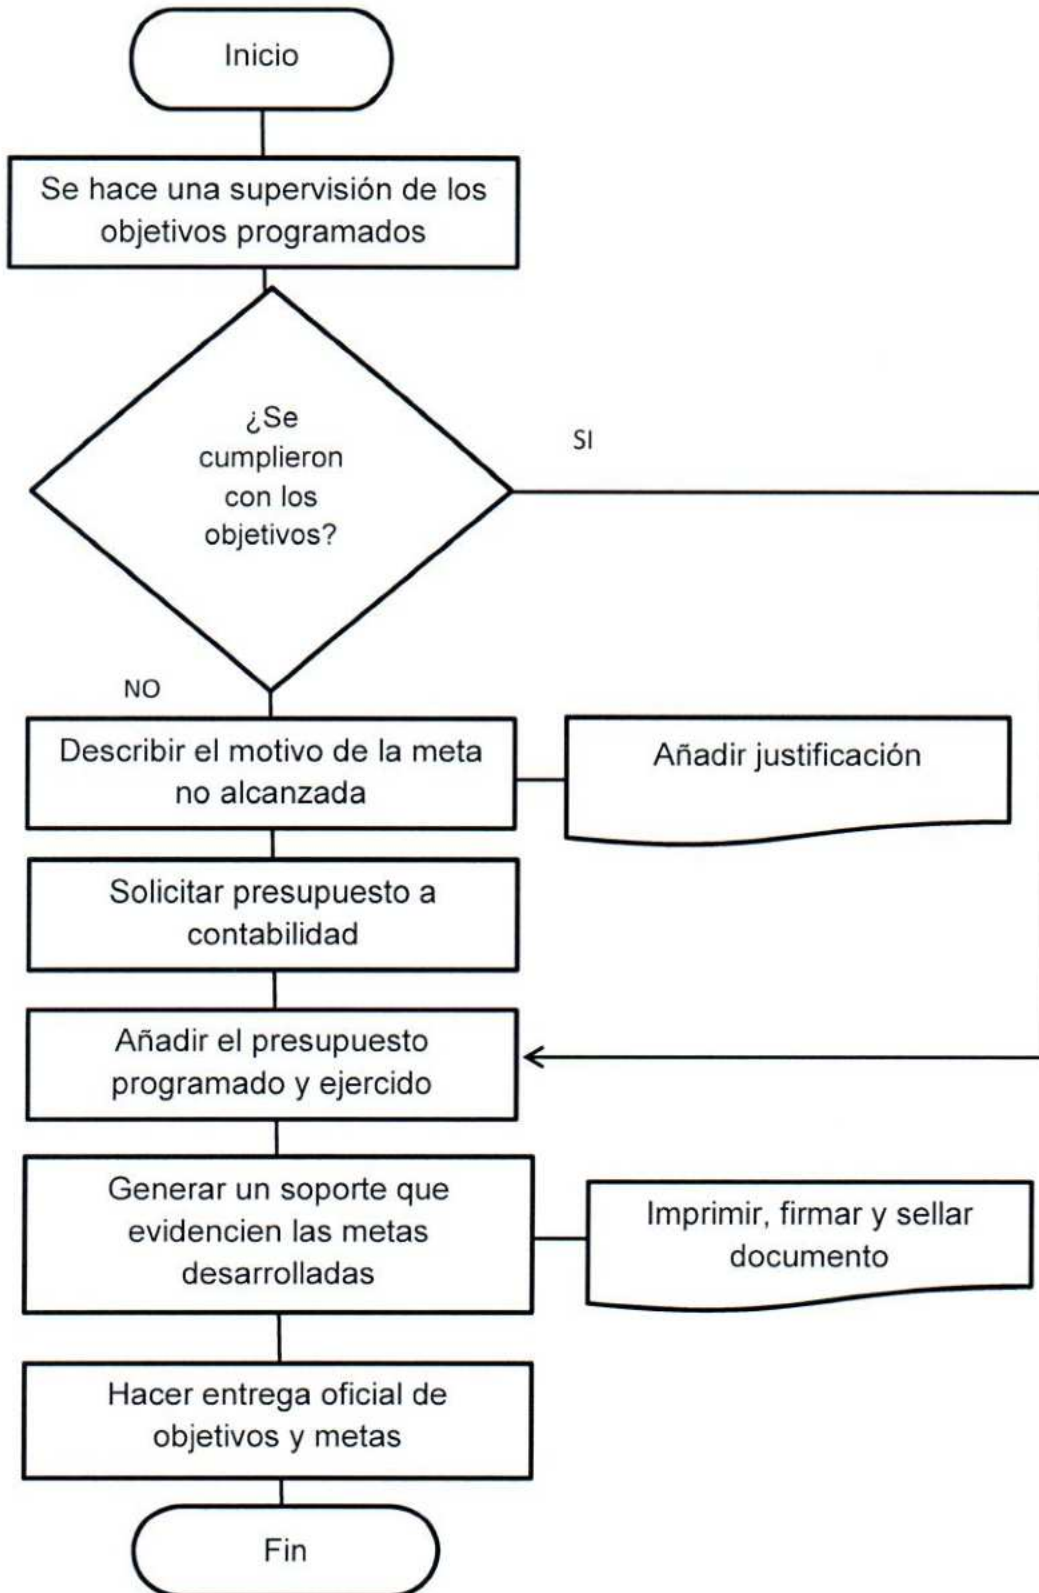 Inicio
Se hace una supervisión de los
objetivos programados
¿Se
cumplieron
con los
objetivos?
SI
NO
Describir el motivo de la meta
no alcanzada
Añadir justificación
Solicitar presupuesto a
contabilidad
Añadir el presupuesto
programado y ejercido
Generar un soporte que
evidencien las metas
desarrolladas
Imprimir, firmar y sellar
documento
Hacer entrega oficial de
objetivos y metas
Fin